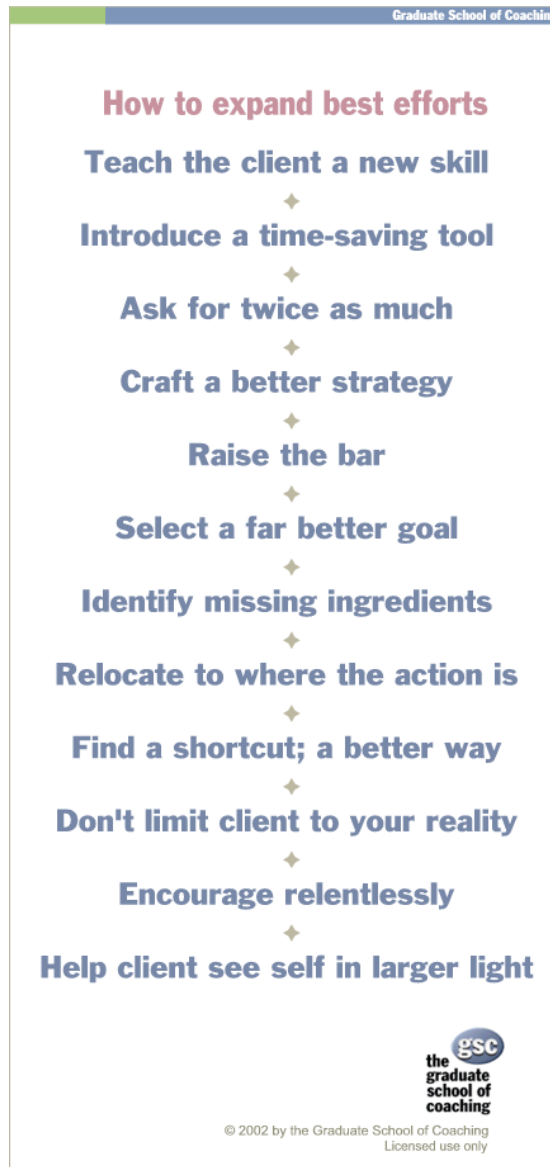 Graduate School of Coachin
How to expand best efforts
Teach the client a new skill
Introduce a time-saving tool
Ask for twice as much
Craft a better strategy
Raise the bar
Select a far better goal
Identify missing ingredients
Relocate to where the action is
Find a shortcut; a better way
Don't limit client to your reality
Encourage relentlessly
Help client see self in larger light
gsc
the
graduate
school of
coaching
© 2002 by the Graduate School of Coaching
Licensed use only